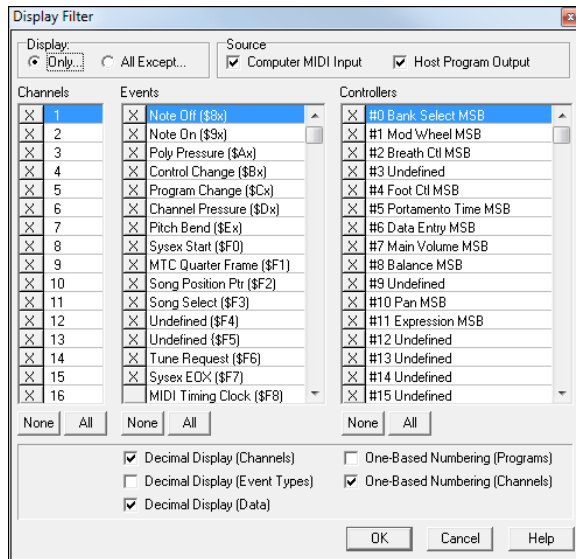 Display Filter
x
Display:
Only... All Except...
Source
Computer MIDI Input Host Program Output
Channels Events Controllers
X 1 X Note Off ($8x) X #0 Bank Select MSB
X 2 X Note On ($9x) X #1 Mod Wheel MSB
X 3 X Poly Pressure ($Ax) X #2 Breath Ctl MSB
X 4 X Control Change ($Bx) X #3 Undefined
X 5 X Program Change ($Cx) X #4 Foot Ctl MSB
X 6 X Channel Pressure ($Dx) X #5 Portamento Time MSB
X 7 X Pitch Bend ($Ex) X #6 Data Entry MSB
X 8 X Sysex Start ($F0) X #7 Main Volume MSB
X 9 X MTC Quarter Frame ($F1) X #8 Balance MSB
X 10 X Song Position Ptr ($F2) X #9 Undefined
X 11 X Song Select ($F3) X #10 Pan MSB
X 12 X Undefined ($F4) X #11 Expression MSB
X 13 X Undefined ($F5) X #12 Undefined
X 14 X Tune Request ($F6) X #13 Undefined
X 15 X Sysex EOX ($F7) X #14 Undefined
X 16 MIDI Timing Clock ($F8) X #15 Undefined
None All None All None All
Decimal Display (Channels) One-Based Numbering (Programs)
Decimal Display (Event Types) One-Based Numbering (Channels)
Decimal Display (Data)
OK Cancel Help